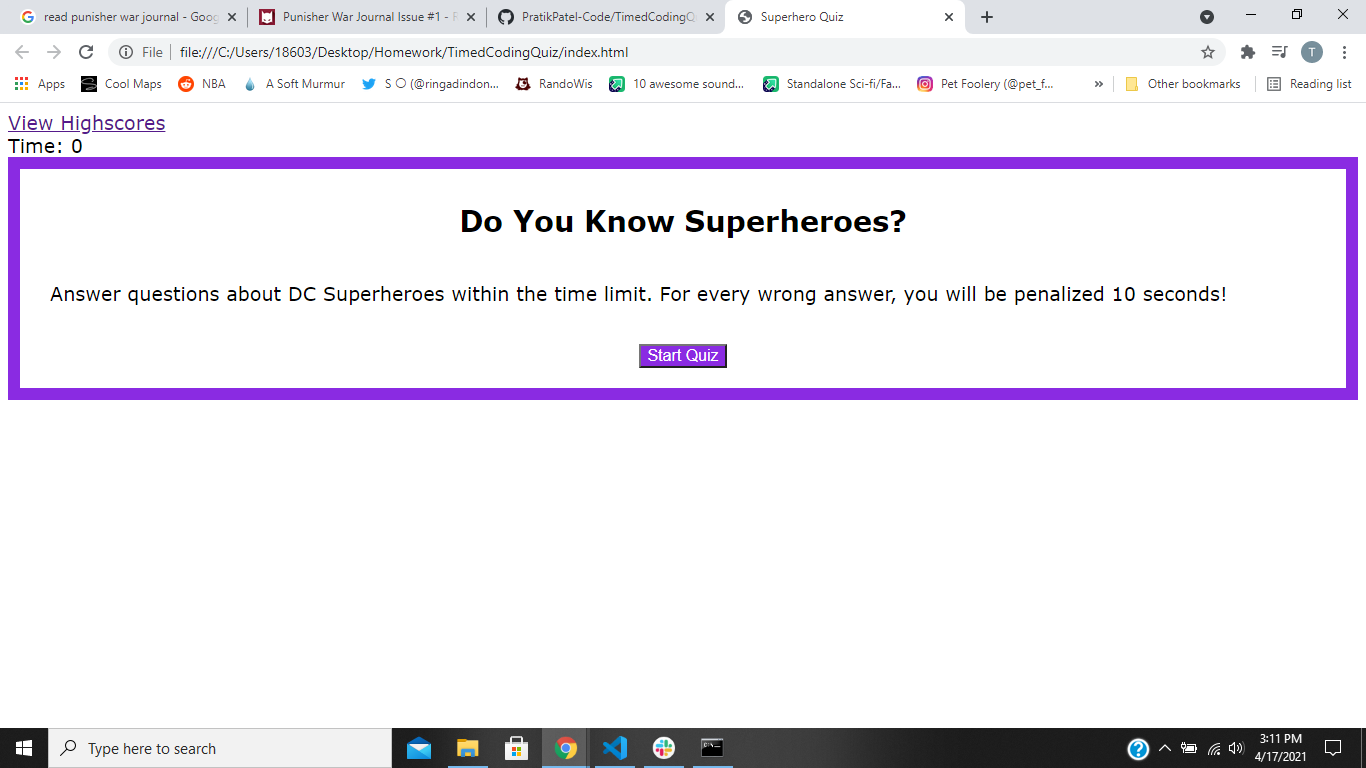 read punisher war journal - Goog
Punisher War Journal Issue #1 - R
PratikPatel-Code/TimedCodingQ
Superhero Quiz
File
file:///C:/Users/18603/Desktop/Homework/TimedCodingQuiz/index.html
T
Apps
Cool Maps
NBA
A Soft Murmur
S O (@ringadindon...
RandoWis
10 awesome sound...
Standalone Sci-fi/Fa...
Pet Foolery (@pet_f...
»
Other bookmarks
Reading list
View Highscores
Time: 0
Do You Know Superheroes?
Answer questions about DC Superheroes within the time limit. For every wrong answer, you will be penalized 10 seconds!
Start Quiz
Type here to search
3:11 PM
4/17/2021